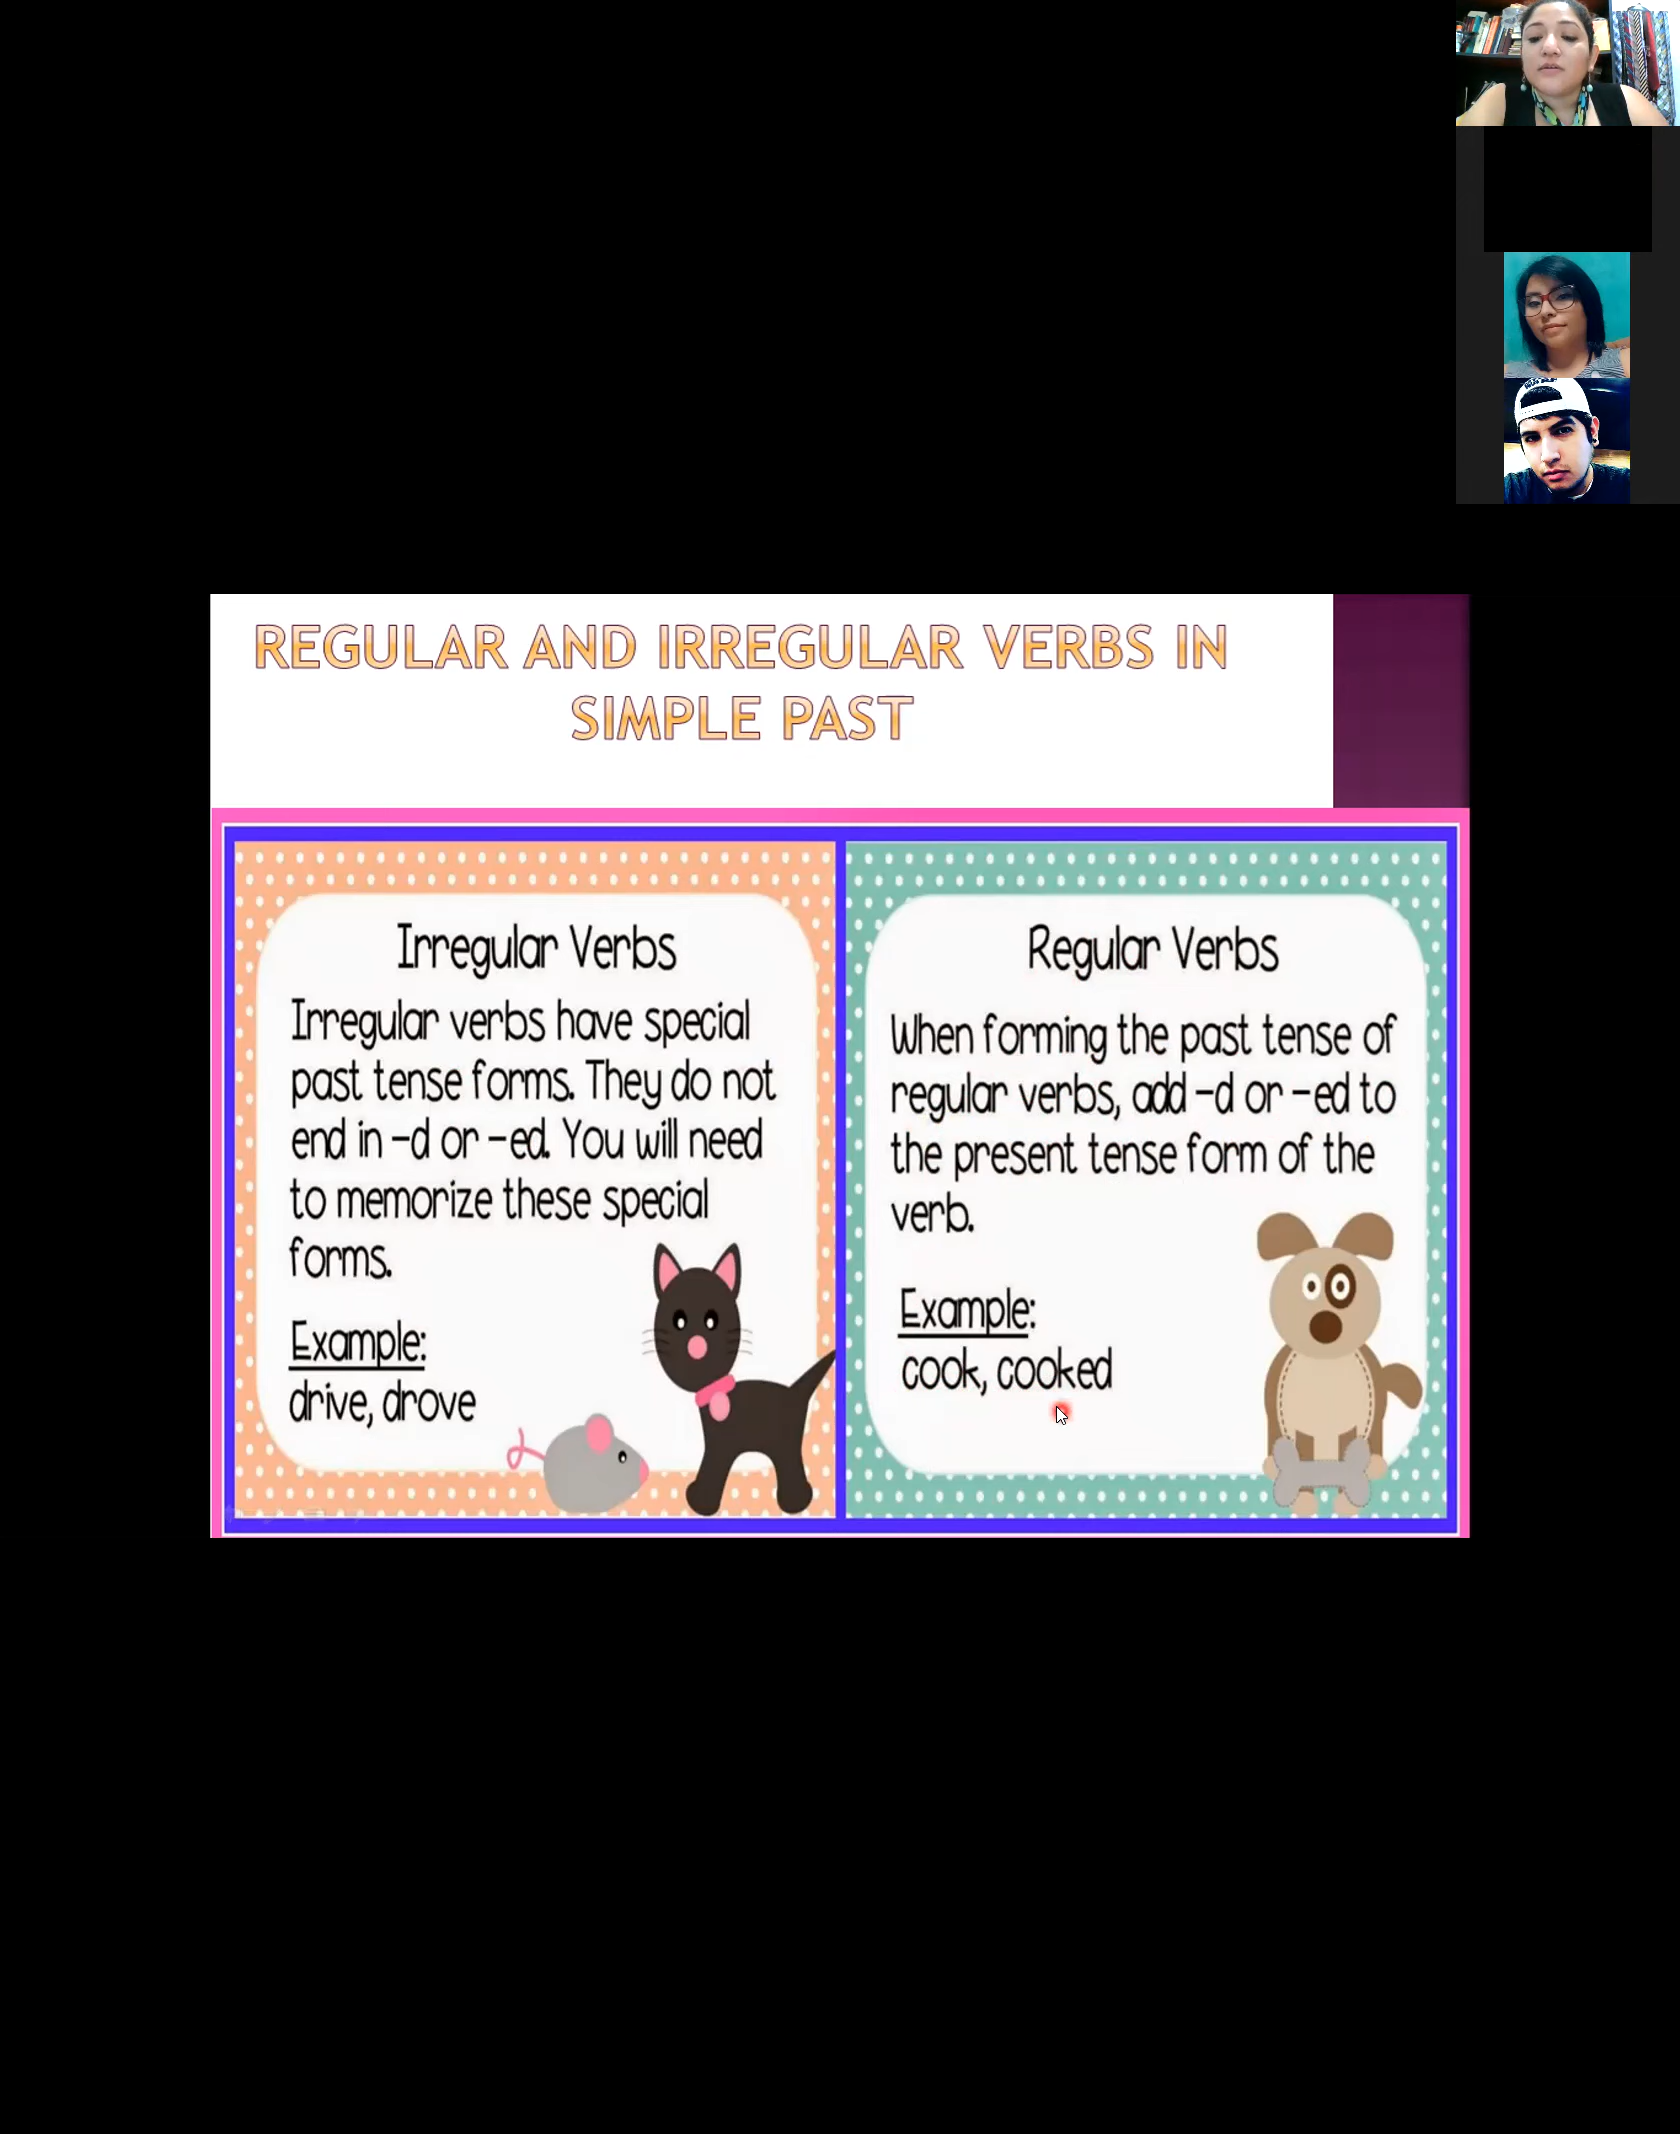 REGULAR AND IRREGULAR VERBS IN
SIMPLE PAST
Irregular Verbs
Irregular verbs have special
past tense forms. They do not
end in -d or -ed. You will need
to memorize these special
forms.
Example:
drive, drove
Regular Verbs
When forming the past tense of
regular verbs, add -d or -ed to
the present tense form of the
verb.
Example:
cook, cooked